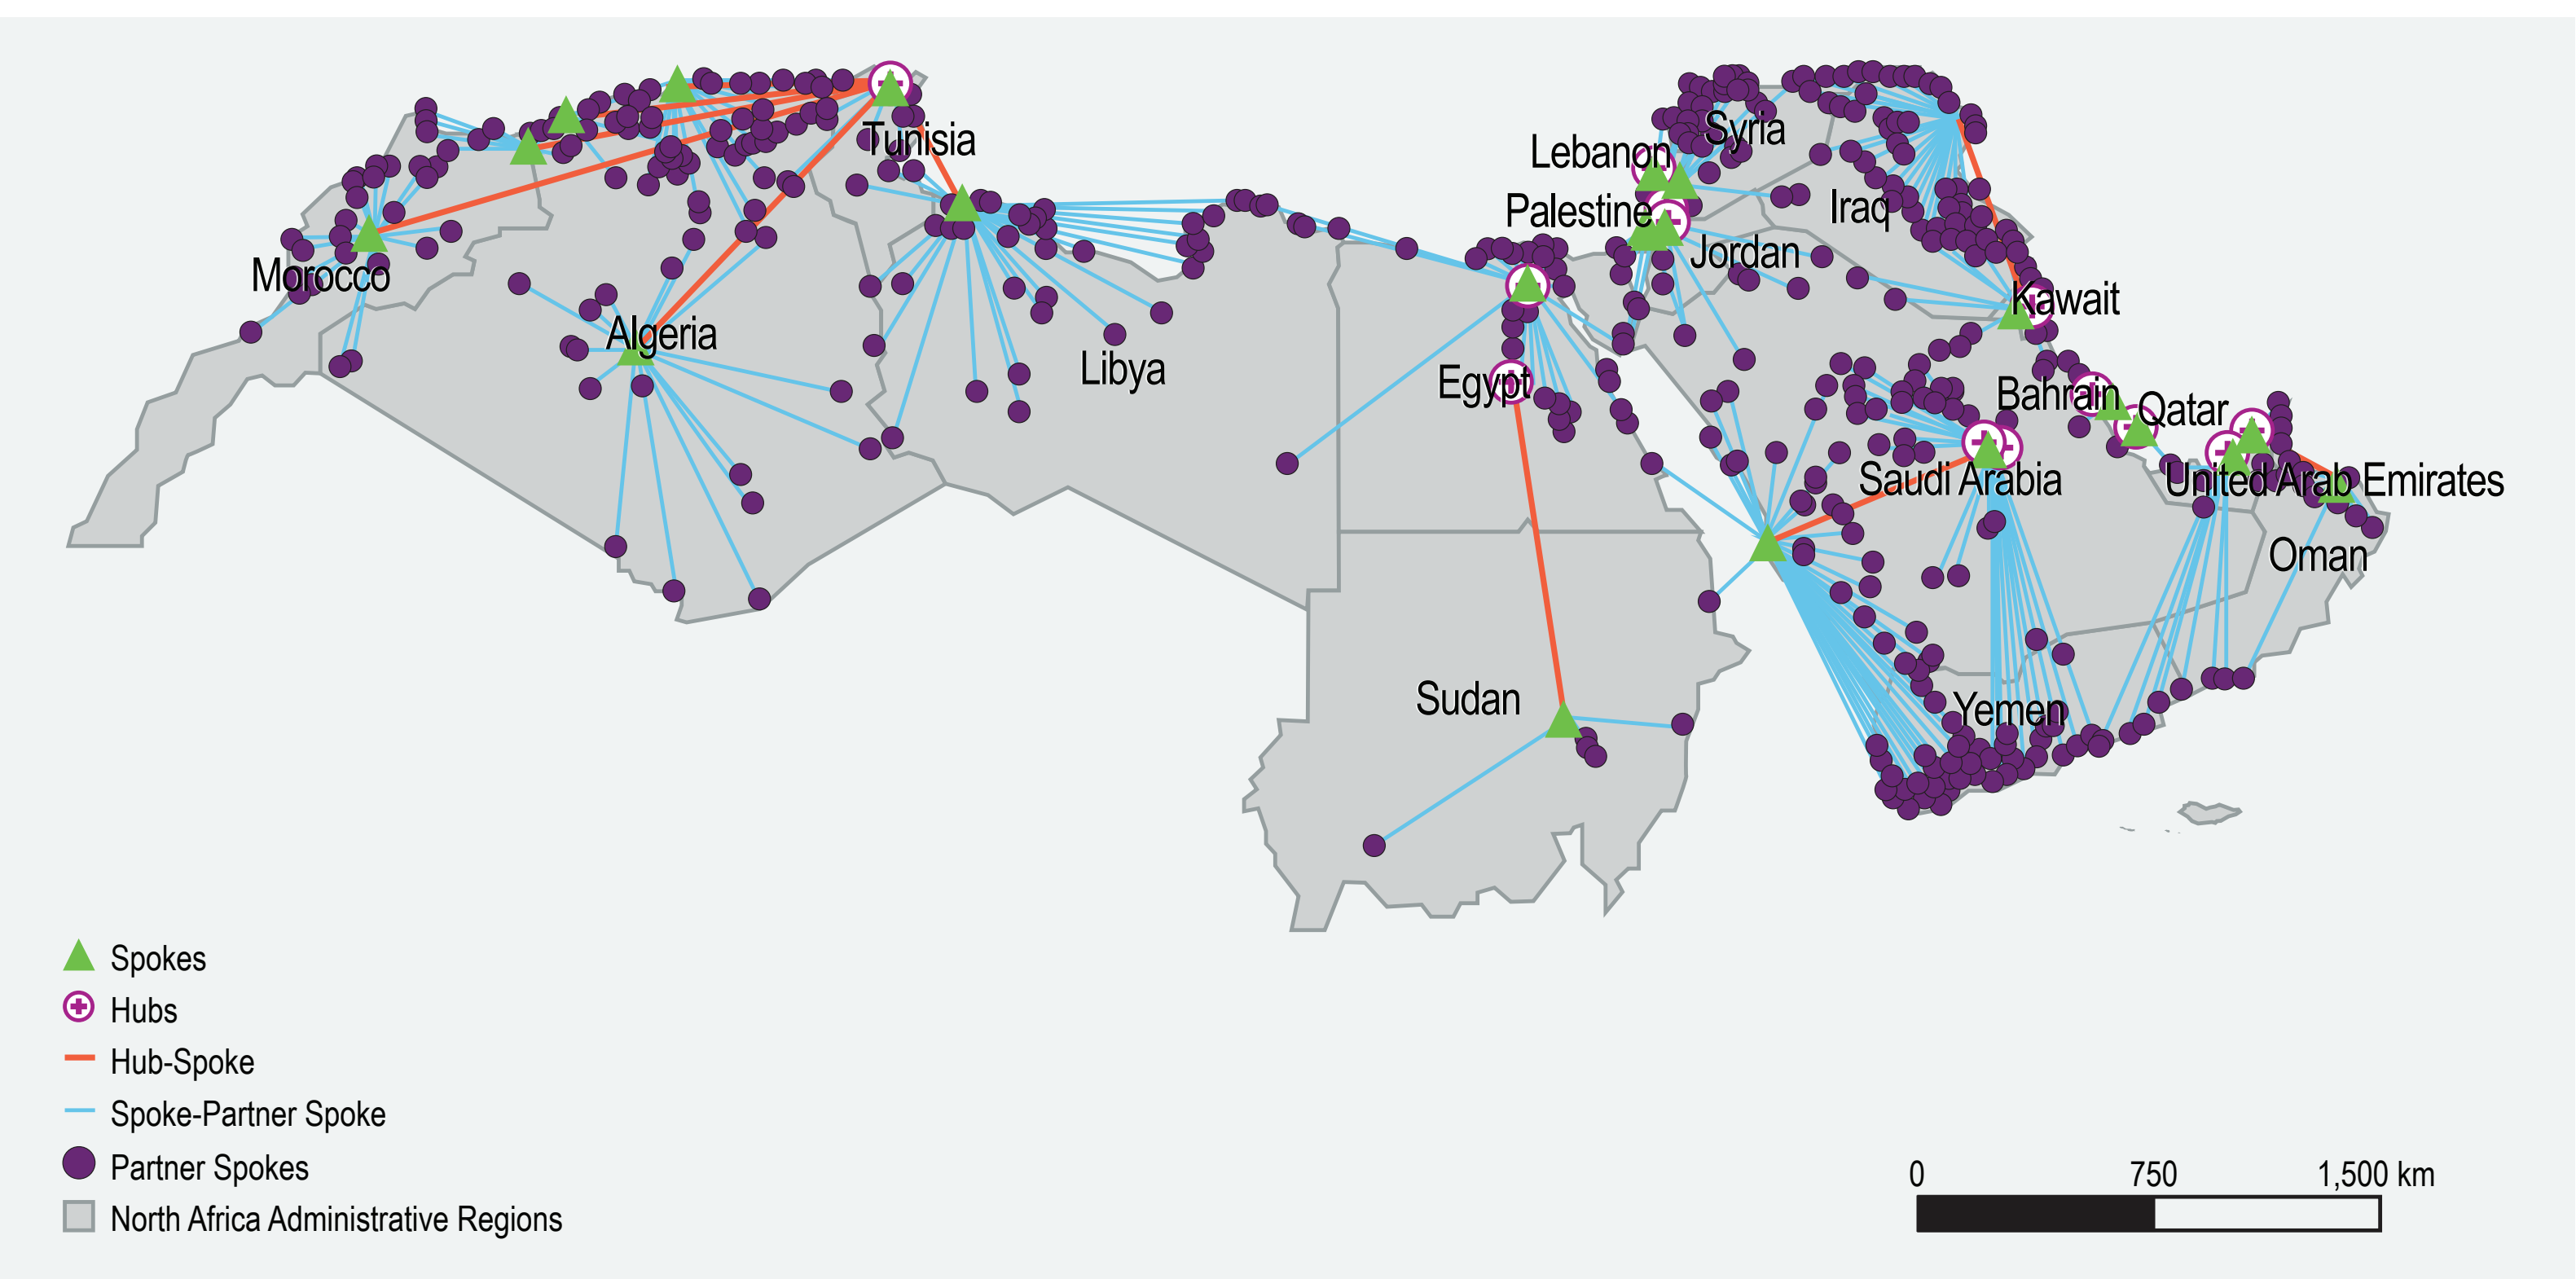 Tunisia
Syria
Lebanon
Palestine
Iraq
Jordan
Morocco
Kawait
Algeria
Libya
Egypt
Bahrain
Qatar
Saudi Arabia
United Arab Emirates
Oman
Sudan
Yemen
Spokes
Hubs
Hub-Spoke
Spoke-Partner Spoke
Partner Spokes
North Africa Administrative Regions
0 750 1,500 km